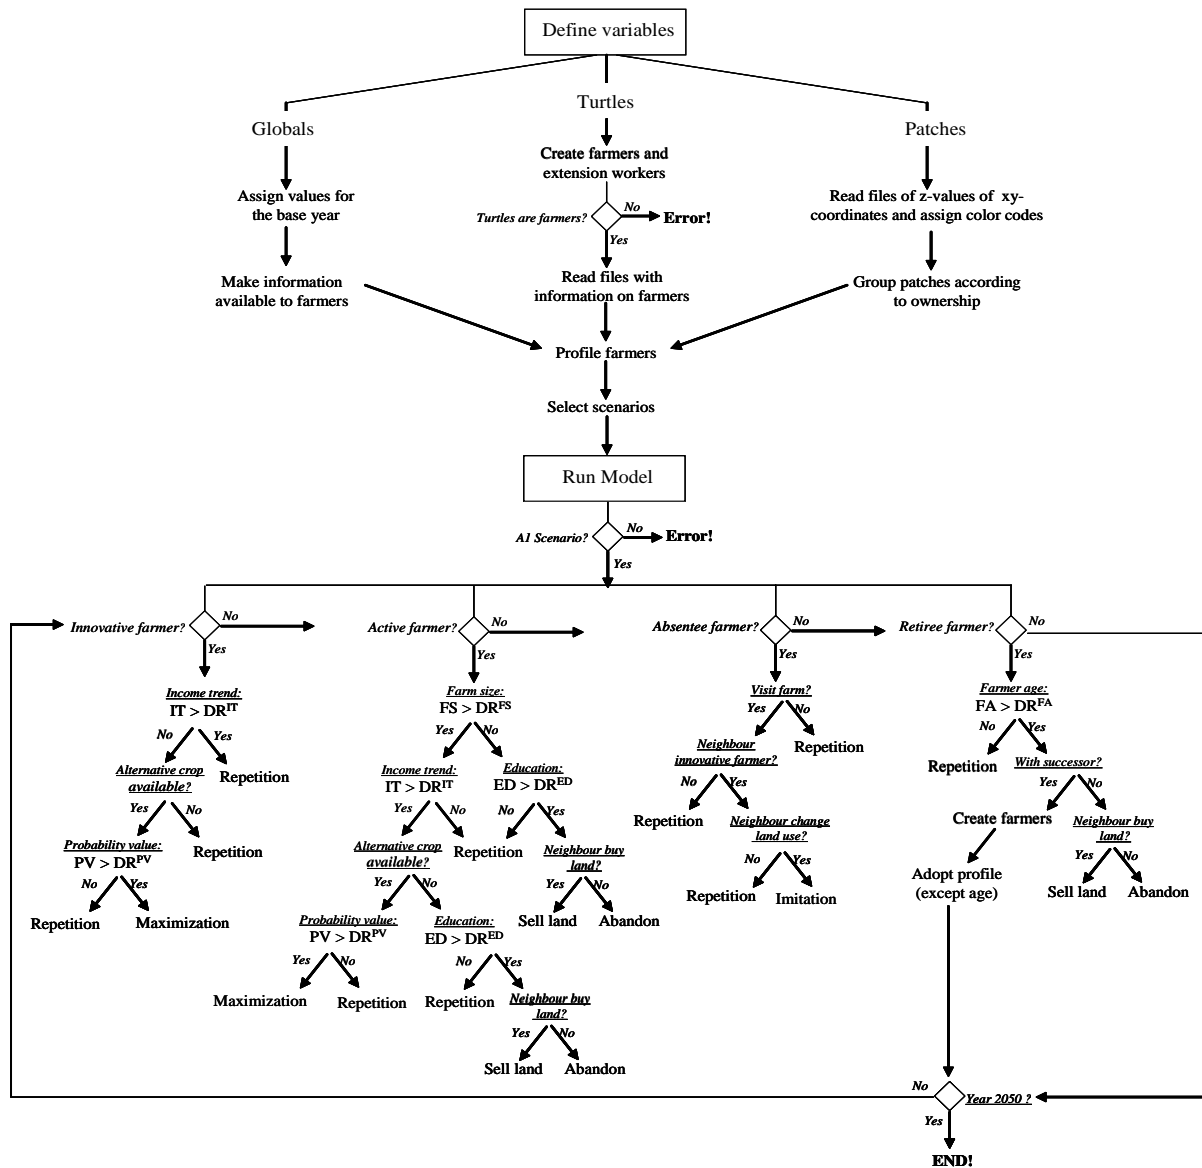 Define variables
Globals
Turtles
Patches
Assign values for
the base year
Make information
available to farmers
Create farmers and
extension workers
Turtles are farmers?
No
Error!
Yes
Read files with
information on farmers
Read files of z-values of xy-
coordinates and assign color codes
Group patches according
to ownership
Profile farmers
Select scenarios
Run Model
A1 Scenario?
No
Error!
Yes
Innovative farmer?
No
Yes
Income trend:
IT > DR^IT
No
Yes
Alternative crop
available?
Repetition
Yes
No
Probability value:
PV > DR^PV
Repetition
No
Yes
Repetition
Maximization
Active farmer?
No
Yes
Farm size:
FS > DR^FS
Yes
No
Income trend:
IT > DR^IT
Education:
ED > DR^ED
Yes
No
No
Yes
Alternative crop
available?
Repetition
Neighbour buy
land?
Yes
No
Yes
No
Sell land
Abandon
Probability value:
PV > DR^PV
Education:
ED > DR^ED
Yes
No
No
Yes
Maximization
Repetition
Repetition
Neighbour buy
land?
Yes
No
Sell land
Abandon
Absentee farmer?
No
Yes
Visit farm?
Yes
No
Neighbour
innovative farmer?
Repetition
No
Yes
Repetition
Neighbour change
land use?
No
Yes
Repetition
Imitation
Retiree farmer?
No
Yes
Farmer age:
FA > DR^FA
No
Yes
Repetition
With successor?
Yes
No
Create farmers
Neighbour buy
land?
Adopt profile
(except age)
Yes
No
Sell land
Abandon
No
Year 2050 ?
Yes
END!